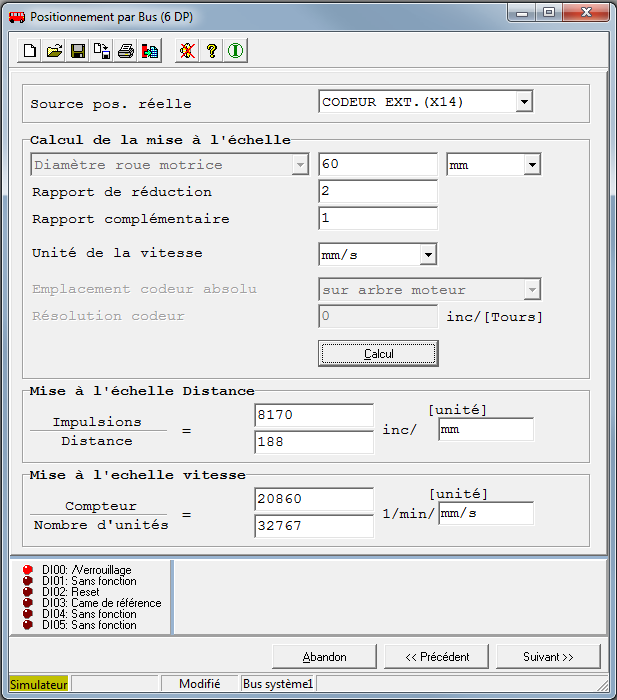 Positionnement par Bus (6 DP)
Source pos. réelle CODEUR EXT.(X14)
Calcul de la mise à l'échelle
Diamètre roue motrice 60 mm
Rapport de réduction 2
Rapport complémentaire 1
Unité de la vitesse mm/s
Emplacement codeur absolu sur arbre moteur
Résolution codeur 0 inc/[Tours]
Calcul
Mise à l'échelle Distance
Impulsions
Distance
=
8170
188
inc/
[unité]
mm
Mise à l'echelle vitesse
Compteur
Nombre d'unités
=
20860
32767
1/min/
[unité]
mm/s
DI00: /Verrouillage
DI01: Sans fonction
DI02: Reset
DI03: Came de référence
DI04: Sans fonction
DI05: Sans fonction
Abandon << Précédent Suivant >>
Simulateur Modifié Bus système1